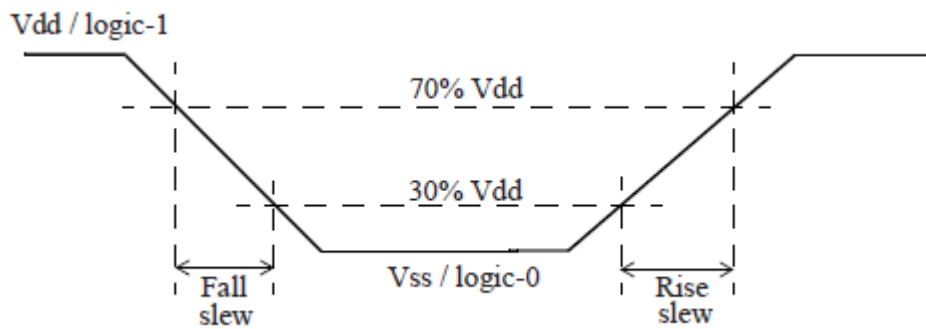 Vdd / logic-1
70% Vdd
30% Vdd
Vss / logic-0
Fall
slew
Rise
slew